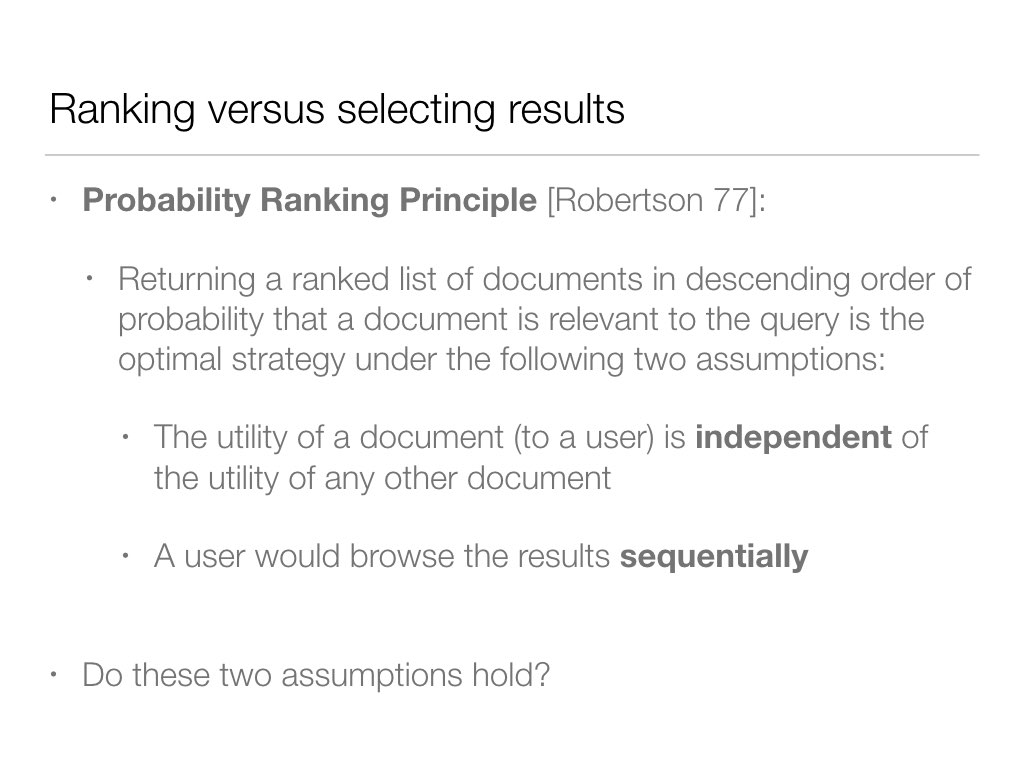 Ranking versus selecting results
• Probability Ranking Principle [Robertson 77]:
• Returning a ranked list of documents in descending order of
probability that a document is relevant to the query is the
optimal strategy under the following two assumptions:
• The utility of a document (to a user) is independent of
the utility of any other document
• A user would browse the results sequentially
• Do these two assumptions hold?